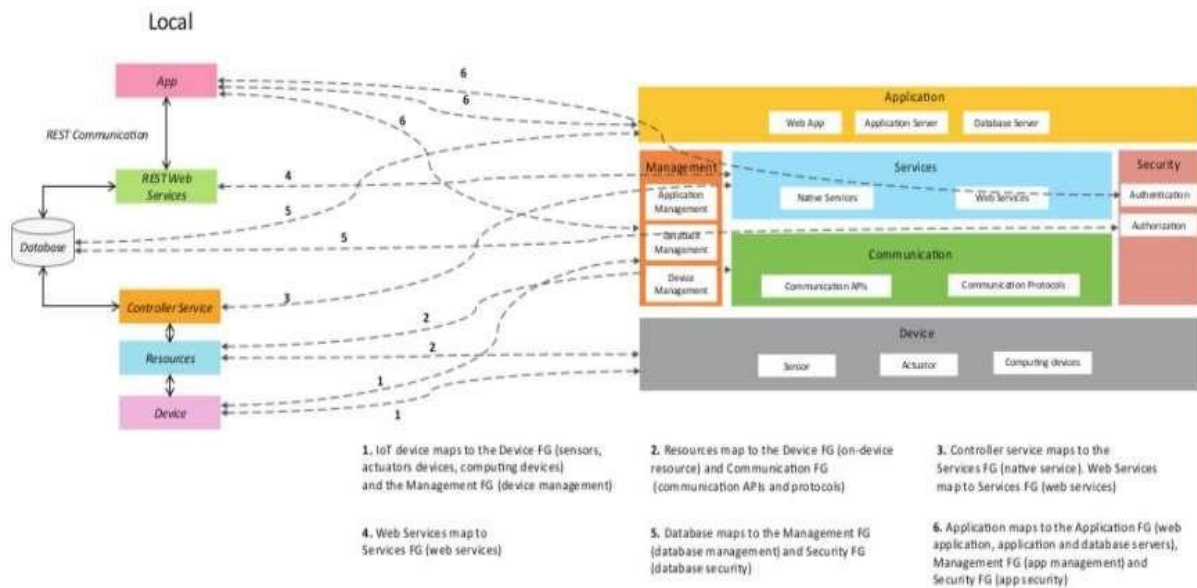 Local
App
REST Communication
REST Web
Services
Database
Controller Service
Resources
Device
6
6
6
4
5
5
3
2
2
1
1
Application
Web App
Application Server
Database Server
Management
Application
Management
Database
Management
Device
Management
Services
Native Services
Web Services
Security
Authentication
Authorization
Communication
Communication APIs
Communication Protocols
Device
Sensor
Actuator
Computing devices
1. IoT device maps to the Device FG (sensors,
actuators devices, computing devices)
and the Management FG (device management)
2. Resources map to the Device FG (on-device
resource) and Communication FG
(communication APIs and protocols)
3. Controller service maps to the
Services FG (native service). Web Services
map to Services FG (web services)
4. Web Services map to
Services FG (web services)
5. Database maps to the Management FG
(database management) and Security FG
(database security)
6. Application maps to the Application FG (web
application, application and database servers),
Management FG (app management) and
Security FG (app security)